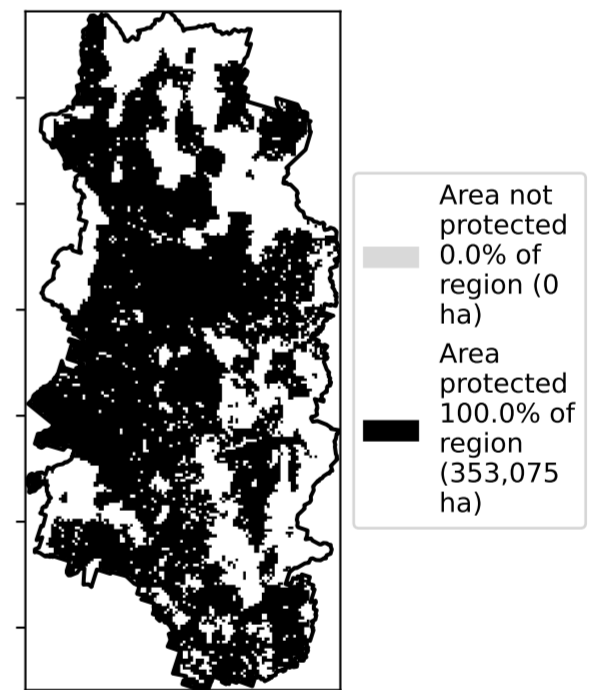 Area not
protected
0.0% of
region (0
ha)
Area
protected
100.0% of
region
(353,075
ha)